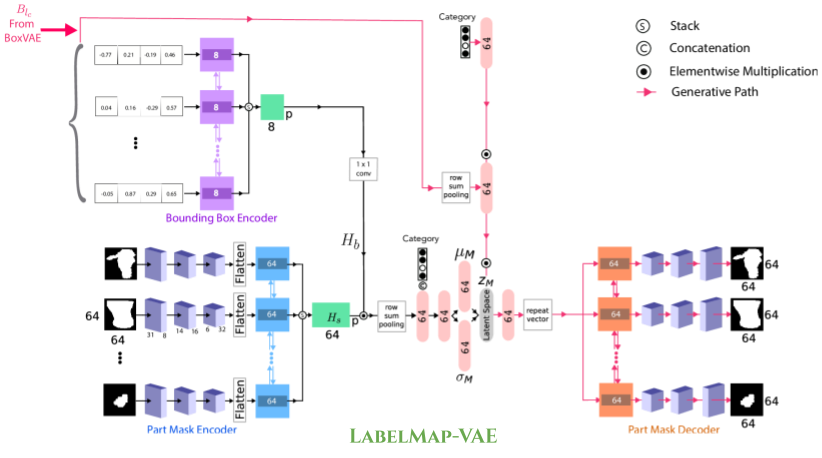 B_{l_c}
From
BoxVAE
-0.77 0.21 -0.19 0.46
8
0.04 0.16 -0.29 0.57
8
S
p
8
-0.05 0.87 0.29 0.65
8
Bounding Box Encoder
1 x 1
conv
H_b
Category
64
row
sum
pooling
64
S Stack
C Concatenation
Elementwise Multiplication
Generative Path
Flatten
64
64
Flatten
64
31 8 14 16 6 32
S
H_s
64
p
Flatten
64
Part Mask Encoder
row
sum
pooling
Category
C
64
64
μ_M
64
64
σ_M
z_M
Latent Space
64
repeat
vector
64
64
64
64
64
64
64
64
64
Part Mask Decoder
LabelMap-VAE